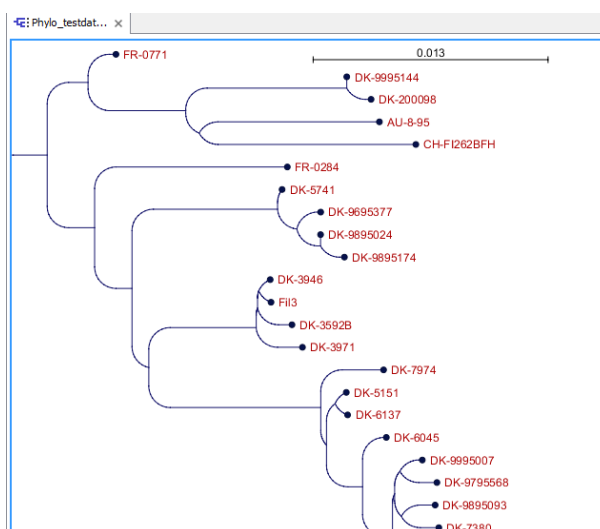 Phylo_testdat...
0.013
FR-0771
DK-9995144
DK-200098
AU-8-95
CH-FI262BFH
FR-0284
DK-5741
DK-9695377
DK-9895024
DK-9895174
DK-3946
Fil3
DK-3592B
DK-3971
DK-7974
DK-5151
DK-6137
DK-6045
DK-9995007
DK-9795568
DK-9895093
DK-7380